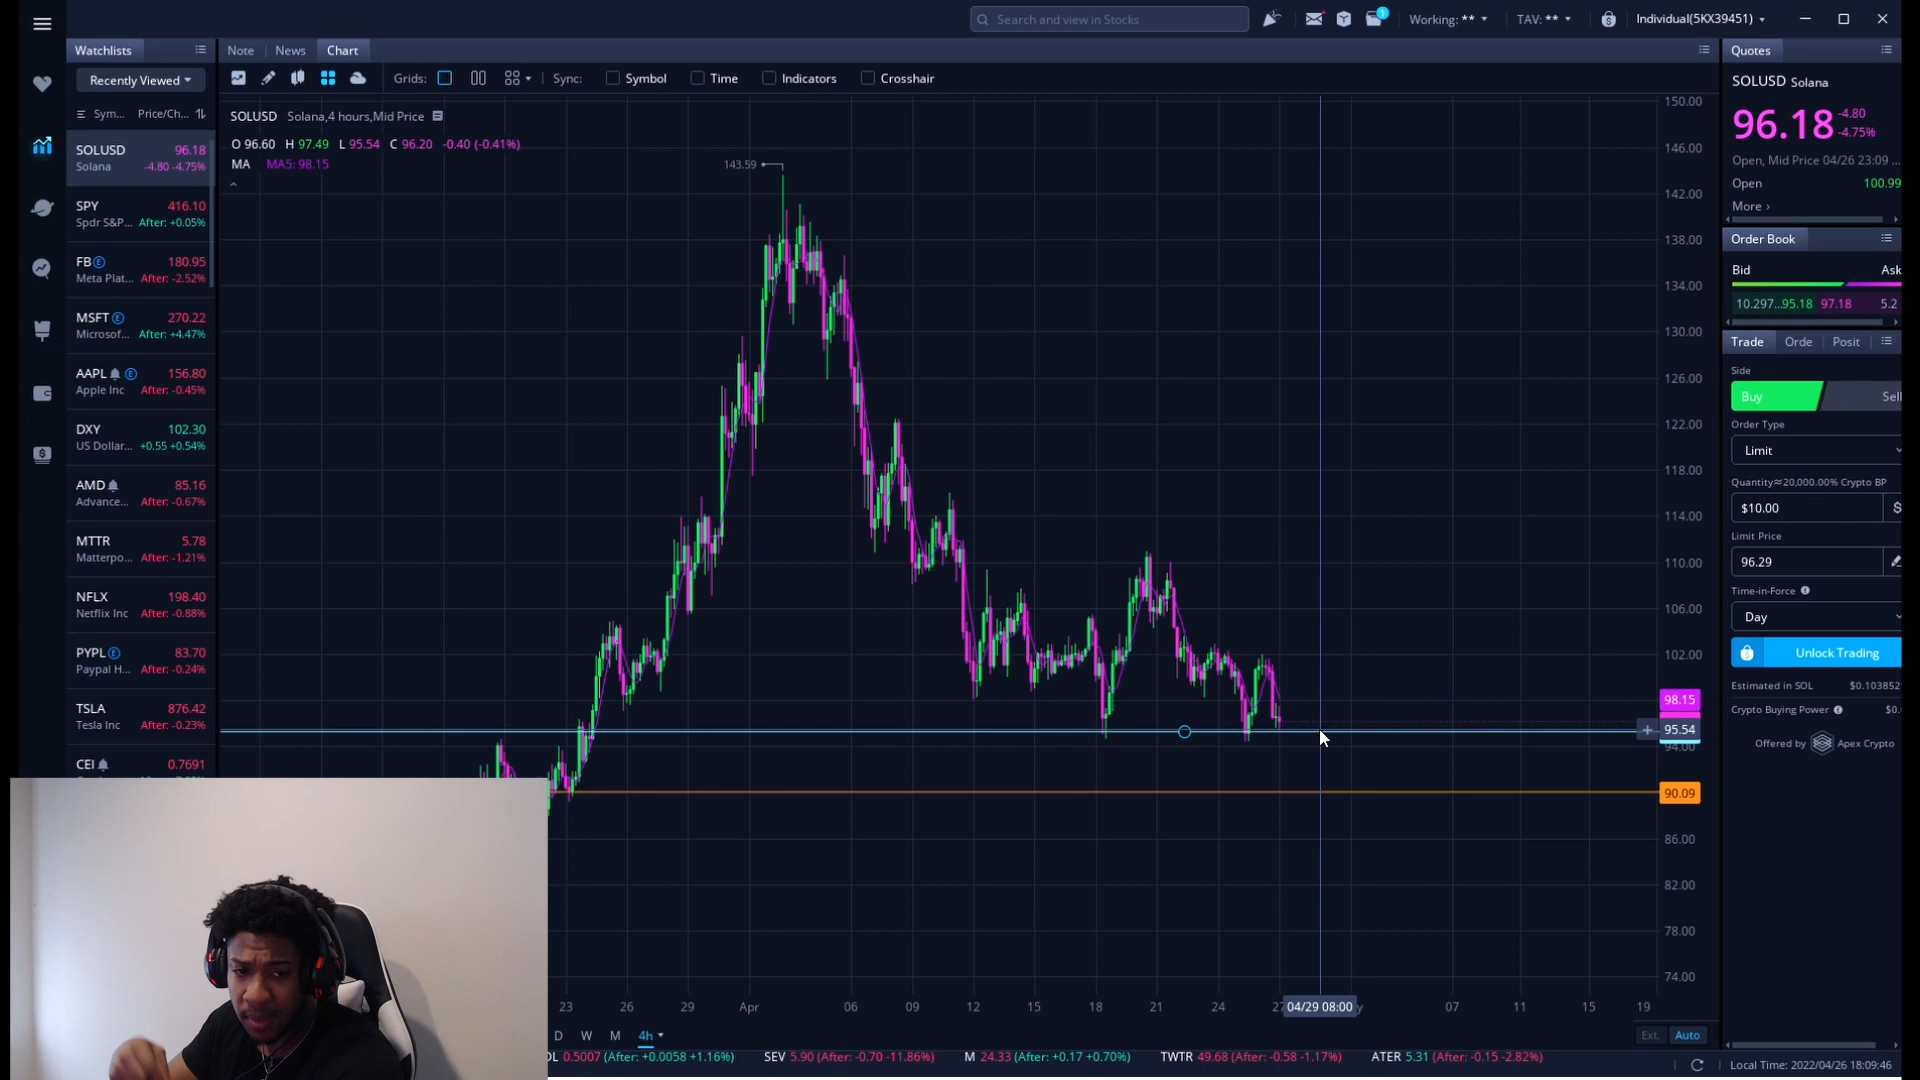 Search and view in Stocks
1
Working: **
TAV: **
Individual(5KX39451)
Watchlists
Note
News
Chart
Quotes
Recently Viewed
Grids:
Sync:
Symbol
Time
Indicators
Crosshair
Sym...
Price/Ch...
SOLUSD 96.18
Solana -4.80 -4.75%
SPY 416.10
Spdr S&P... After: +0.05%
FB E 180.95
Meta Plat... After: -2.52%
MSFT E 270.22
Microsof... After: +4.47%
AAPL E 156.80
Apple Inc After: -0.45%
DXY 102.30
US Dollar... +0.55 +0.54%
AMD 85.16
Advance... After: -0.67%
MTTR 5.78
Matterpo... After: -1.21%
NFLX 198.40
Netflix Inc After: -0.88%
PYPL E 83.70
Paypal H... After: -0.24%
TSLA 876.42
Tesla Inc After: -0.23%
CEI 0.7691
SOLUSD Solana,4 hours,Mid Price
O 96.60 H 97.49 L 95.54 C 96.20 -0.40 (-0.41%)
MA MA5: 98.15
143.59
150.00
146.00
142.00
138.00
134.00
130.00
126.00
122.00
118.00
114.00
110.00
106.00
102.00
98.15
95.54
94.00
90.09
86.00
82.00
78.00
74.00
23 26 29 Apr 06 09 12 15 18 21 24 27 04/29 08:00 07 11 15 19
D W M 4h
Ext. Auto
0.5007 (After: +0.0058 +1.16%) SEV 5.90 (After: -0.70 -11.86%) M 24.33 (After: +0.17 +0.70%) TWTR 49.68 (After: -0.58 -1.17%) ATER 5.31 (After: -0.15 -2.82%)
Local Time: 2022/04/26 18:09:46
SOLUSD Solana
96.18 -4.80
-4.75%
Open, Mid Price 04/26 23:09 ...
Open 100.99
More
Order Book
Bid Ask
10.297... 95.18 97.18 5.2
Trade Orde Posit
Side
Buy Sell
Order Type
Limit
Quantity≈20,000.00% Crypto BP
$10.00 $
Limit Price
96.29
Time-in-Force
Day
Unlock Trading
Estimated in SOL $0.103852
Crypto Buying Power $0.
Offered by Apex Crypto